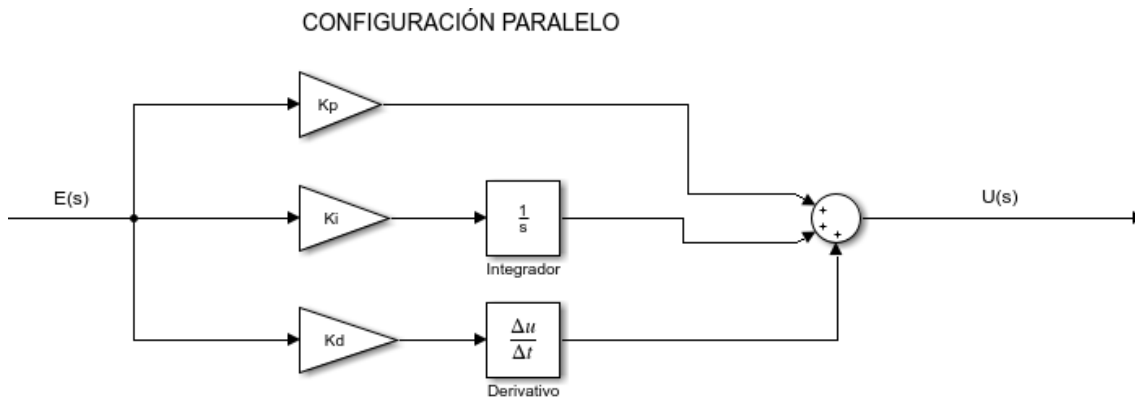 CONFIGURACIÓN PARALELO
Kp
E(s)
Ki
1
s
Integrador
+
+
+
U(s)
Kd
Δu
Δt
Derivativo